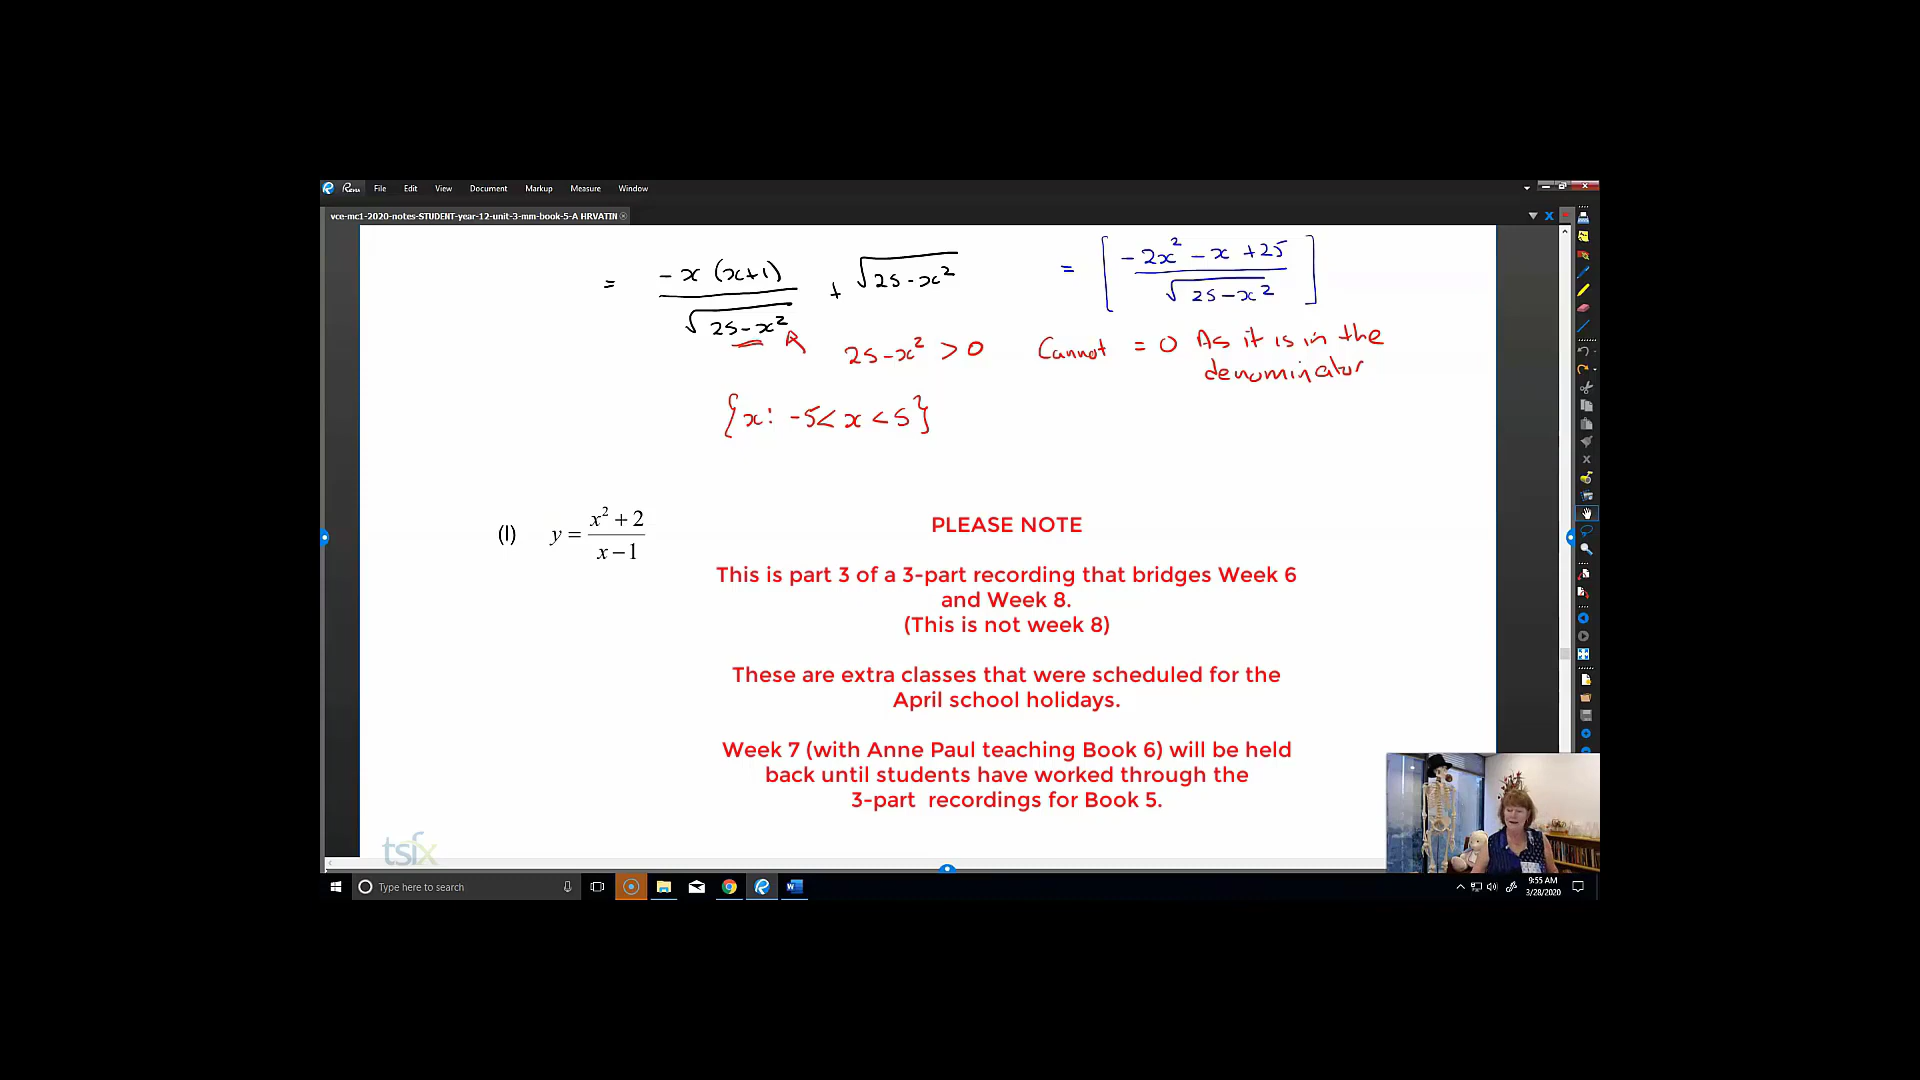 Revu File Edit View Document Markup Measure Window
vce-mc1-2020-notes-STUDENT-year-12-unit-3-mm-book-5-A HRVATIN
= -x (x+1) / √(25-x²) + √(25-x²) = [ (-2x² - x + 25) / √(25-x²) ]
25-x² > 0 Cannot = 0 As it is in the
denominator
{x: -5< x < 5}
(l) y = (x² + 2) / (x - 1)
PLEASE NOTE
This is part 3 of a 3-part recording that bridges Week 6
and Week 8.
(This is not week 8)
These are extra classes that were scheduled for the
April school holidays.
Week 7 (with Anne Paul teaching Book 6) will be held
back until students have worked through the
3-part recordings for Book 5.
tsfx
Type here to search
9:55 AM
3/28/2020